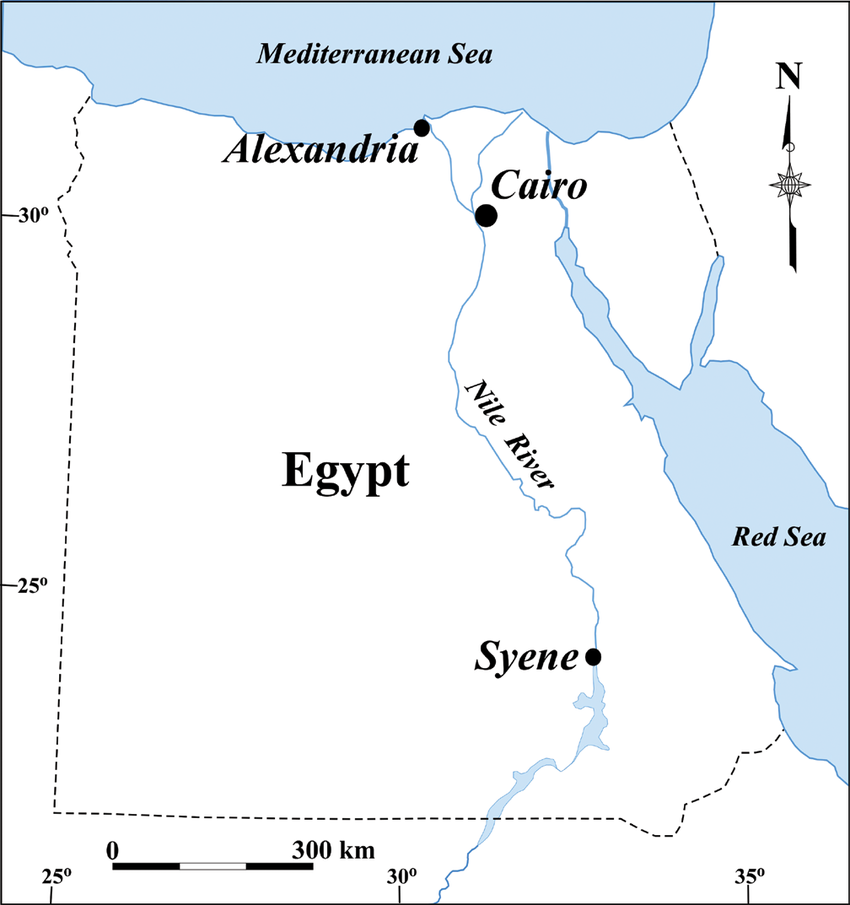 Mediterranean Sea
N
Alexandria
Cairo
30º
Nile River
Egypt
Red Sea
25º
Syene
0 300 km
25º 30º 35º